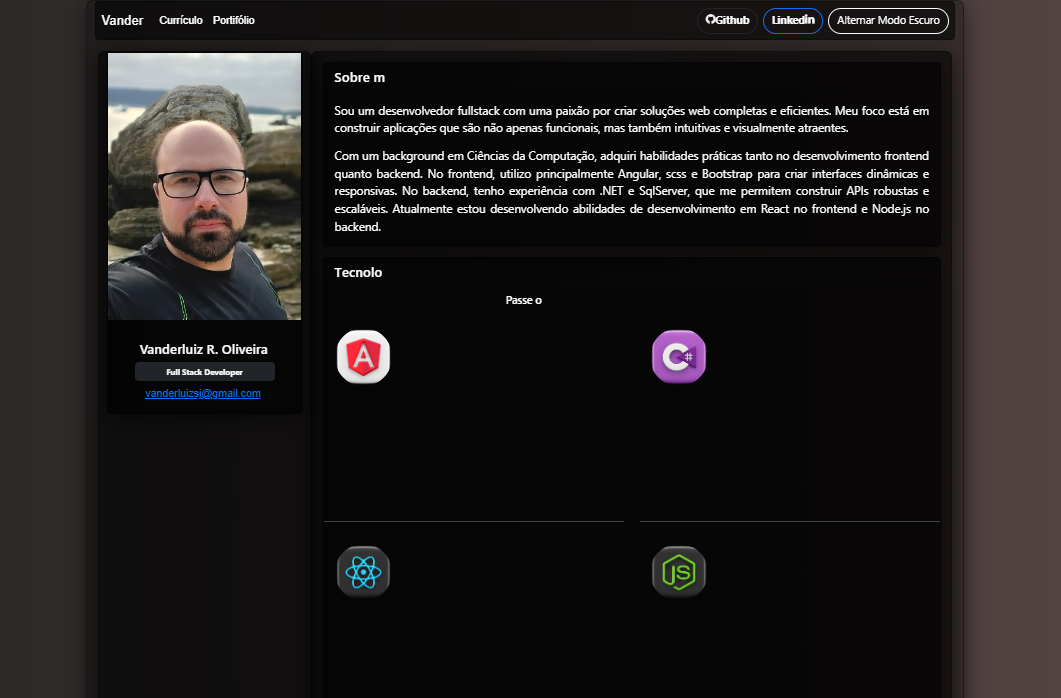 Vander Currículo Portifólio Github Linkedin Alternar Modo Escuro
Vanderluiz R. Oliveira
Full Stack Developer
vanderluizsj@gmail.com
Sobre m
Sou um desenvolvedor fullstack com uma paixão por criar soluções web completas e eficientes. Meu foco está em
construir aplicações que são não apenas funcionais, mas também intuitivas e visualmente atraentes.
Com um background em Ciências da Computação, adquiri habilidades práticas tanto no desenvolvimento frontend
quanto backend. No frontend, utilizo principalmente Angular, scss e Bootstrap para criar interfaces dinâmicas e
responsivas. No backend, tenho experiência com .NET e SqlServer, que me permitem construir APIs robustas e
escaláveis. Atualmente estou desenvolvendo abilidades de desenvolvimento em React no frontend e Node.js no
backend.
Tecnolo
Passe o
A C#
JS